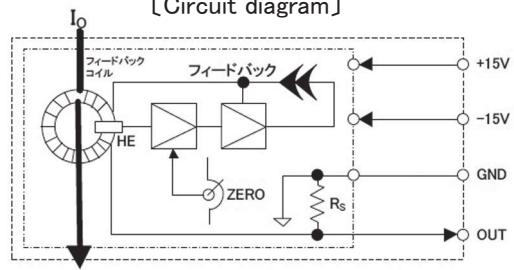 〔Circuit diagram〕
I₀
フィードバック
コイル
フィードバック
HE
ZERO
Rs
+15V
-15V
GND
OUT